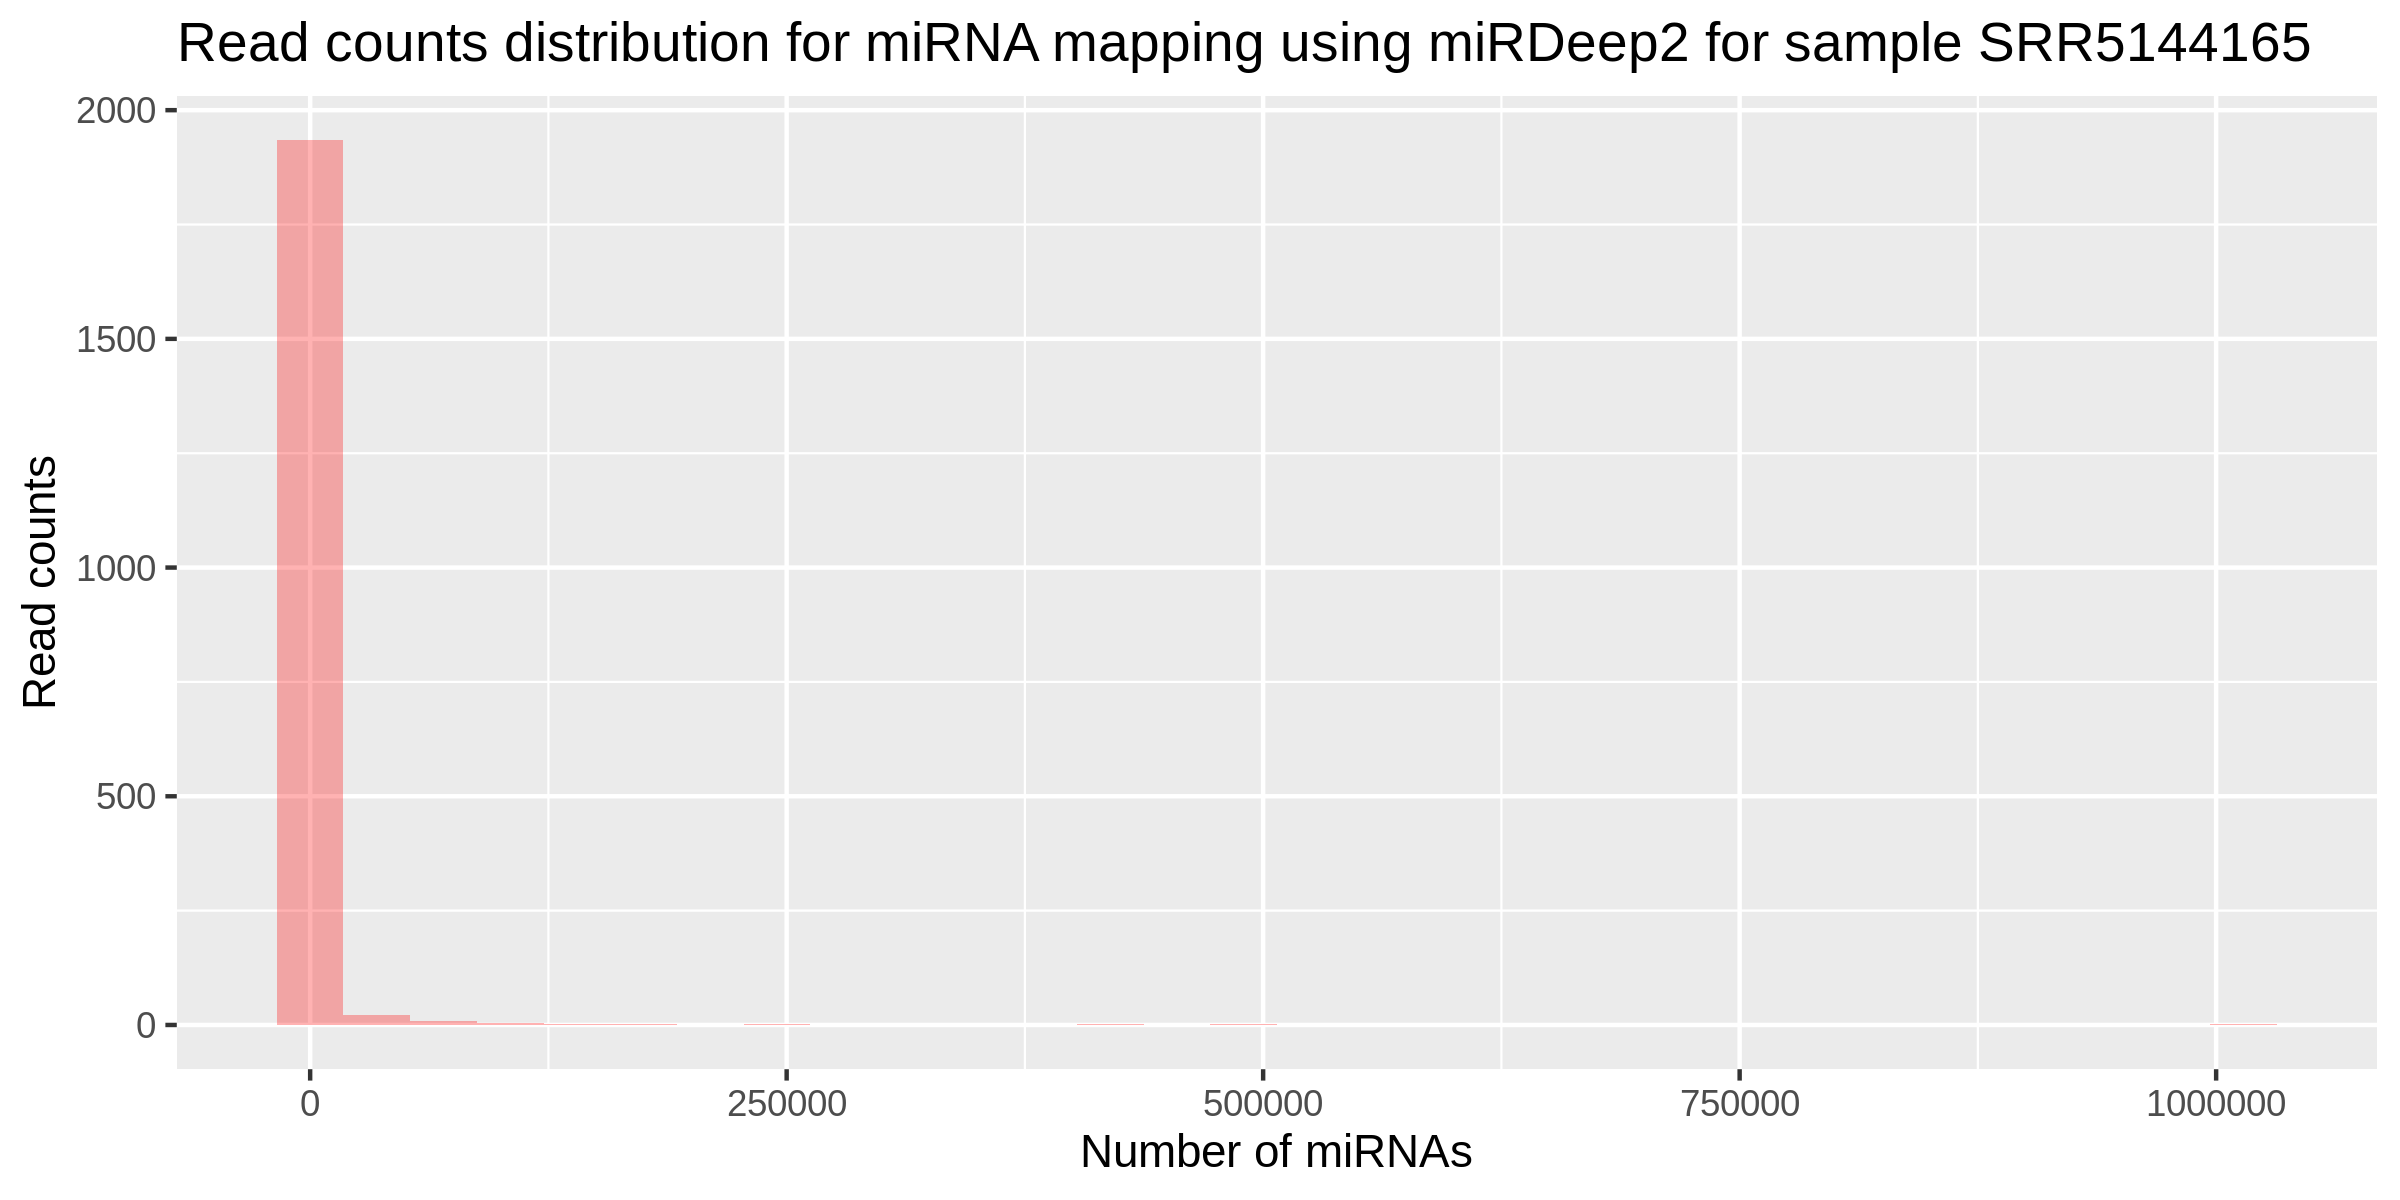 Read counts distribution for miRNA mapping using miRDeep2 for sample SRR5144165
2000
1500
1000
500
0
Read counts
0 250000 500000 750000 1000000
Number of miRNAs